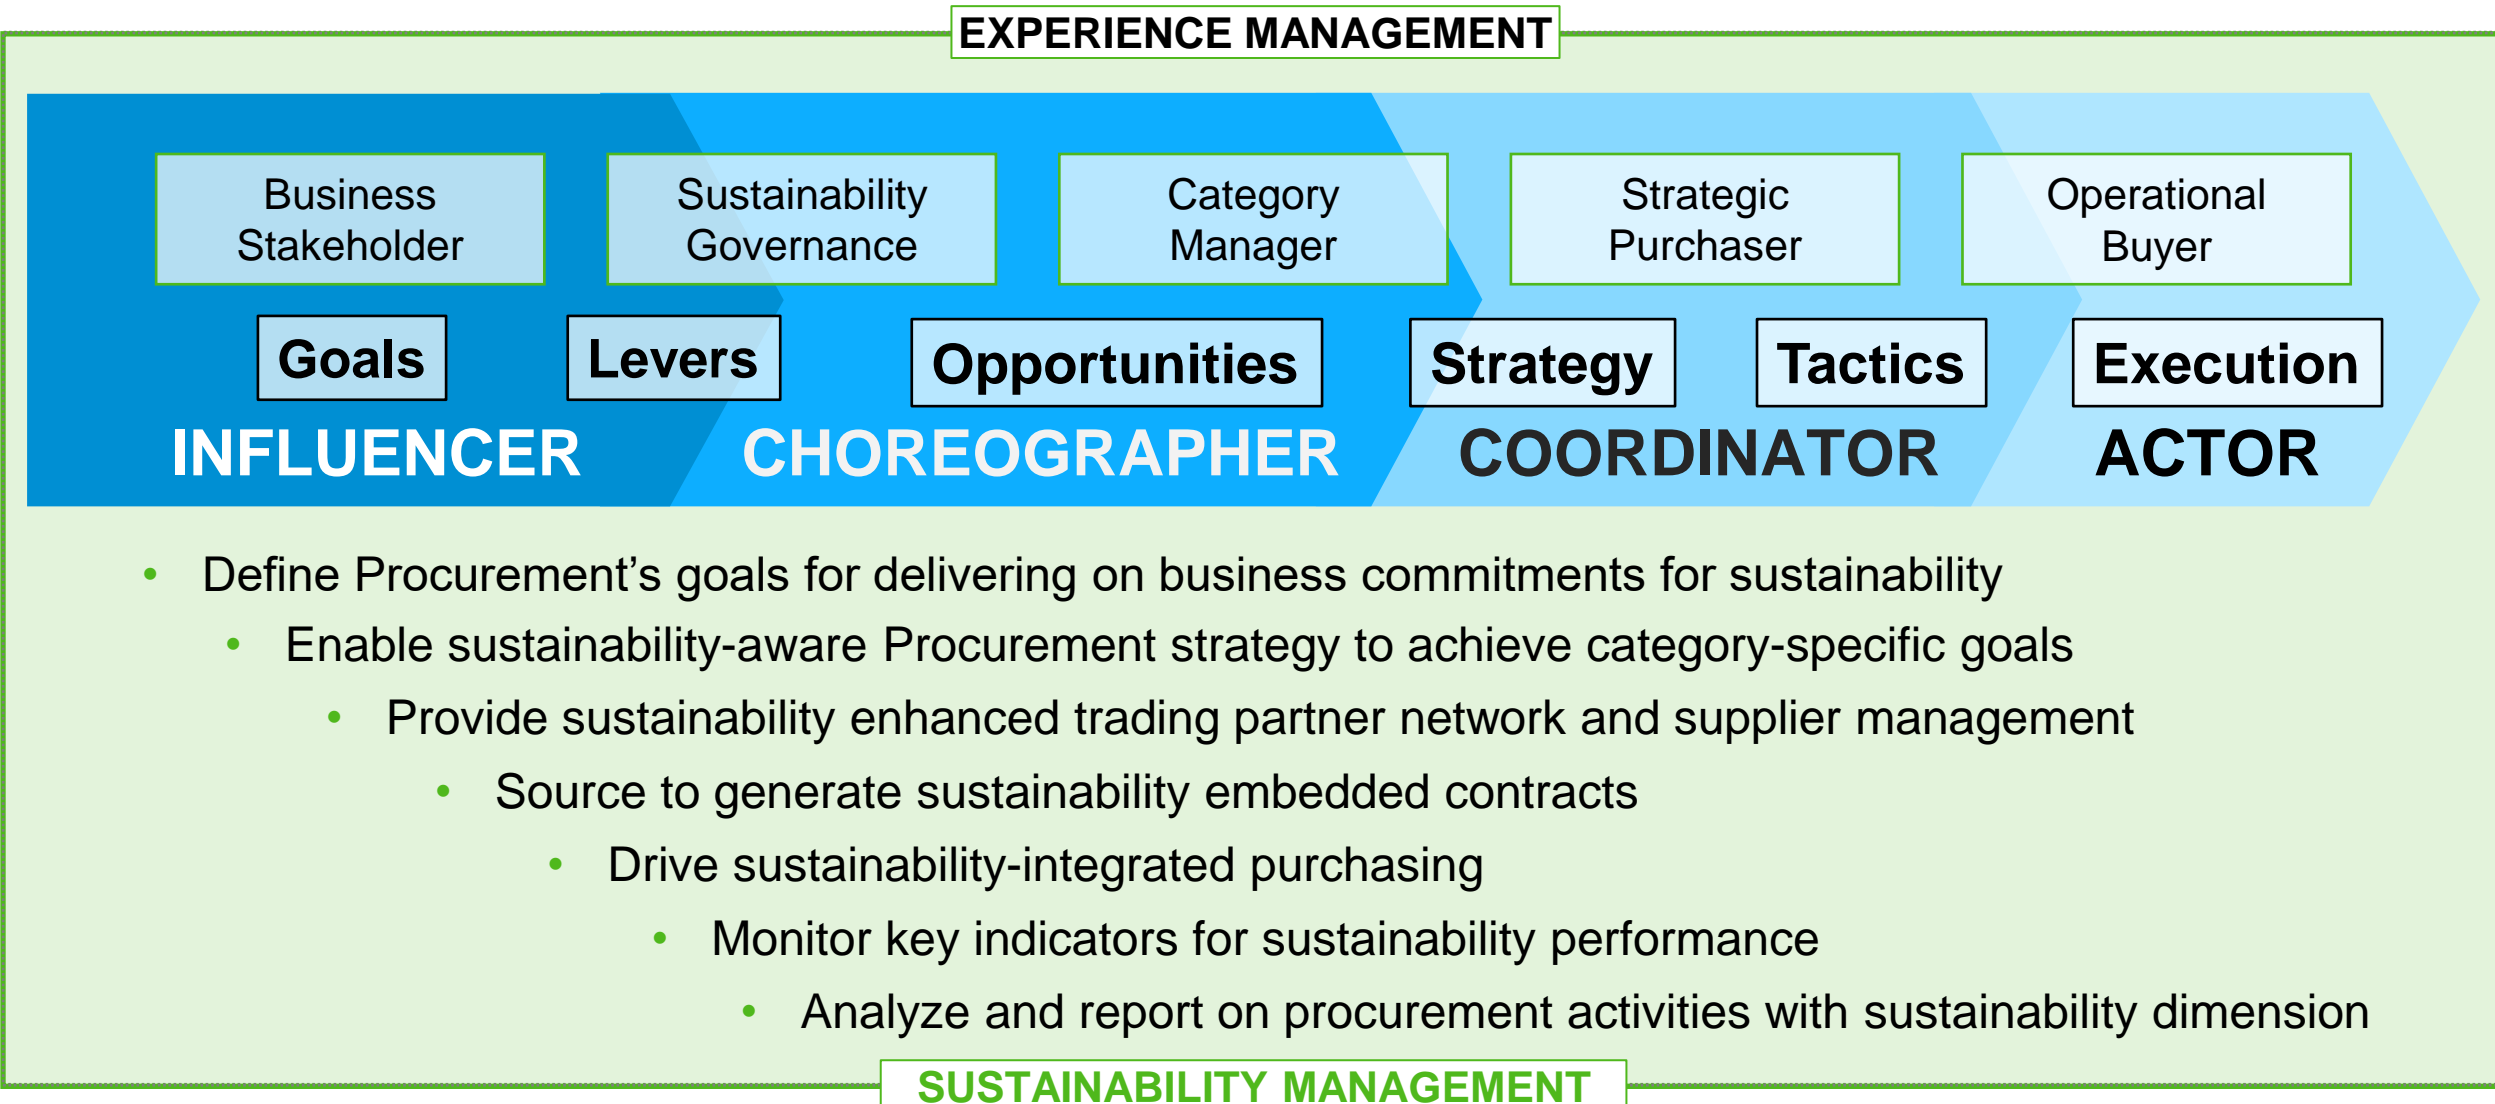 EXPERIENCE MANAGEMENT
Business
Stakeholder
Sustainability
Governance
Category
Manager
Strategic
Purchaser
Operational
Buyer
Goals
Levers
Opportunities
Strategy
Tactics
Execution
INFLUENCER
CHOREOGRAPHER
COORDINATOR
ACTOR
• Define Procurement’s goals for delivering on business commitments for sustainability
• Enable sustainability-aware Procurement strategy to achieve category-specific goals
• Provide sustainability enhanced trading partner network and supplier management
• Source to generate sustainability embedded contracts
• Drive sustainability-integrated purchasing
• Monitor key indicators for sustainability performance
• Analyze and report on procurement activities with sustainability dimension
SUSTAINABILITY MANAGEMENT